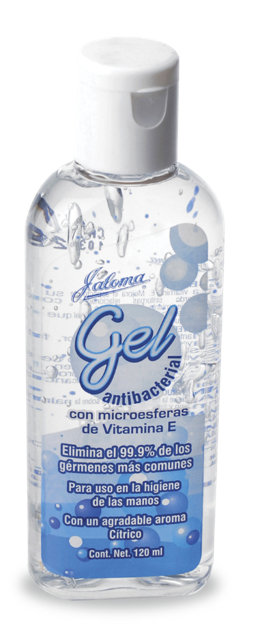 Jaloma
Gel
antibacterial
con microesferas
de Vitamina E
Elimina el 99.9% de los
gérmenes más comunes
Para uso en la higiene
de las manos
Con un agradable aroma
Cítrico
Cont. Net. 120 ml